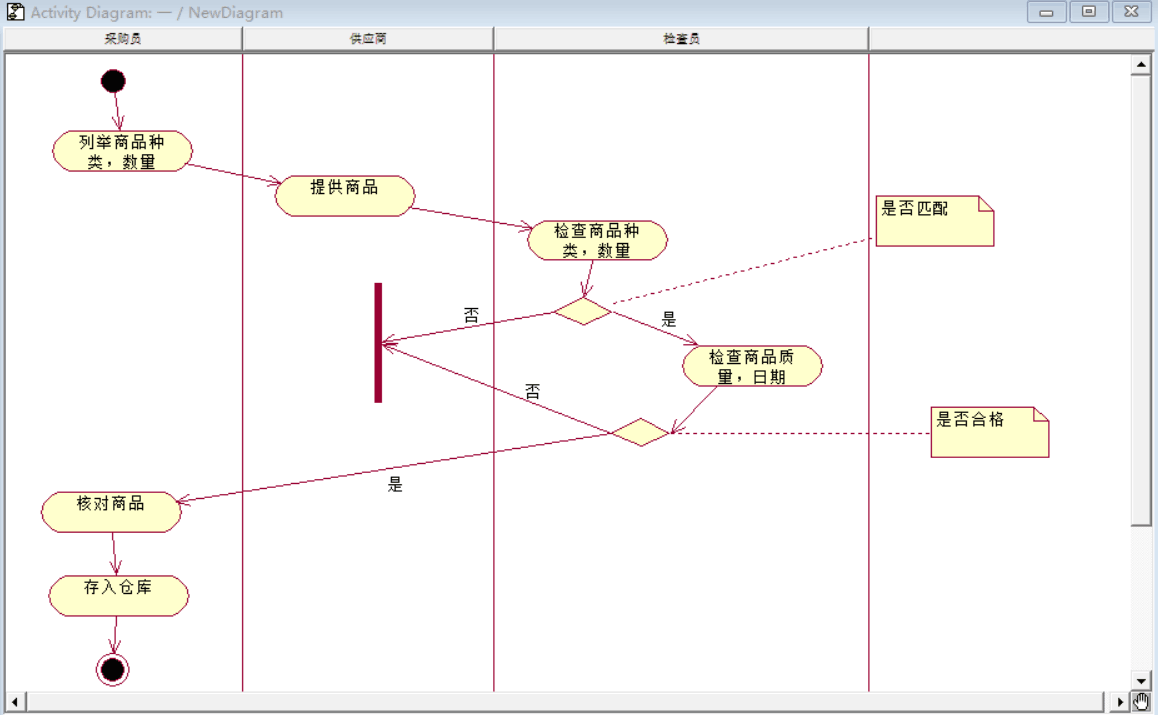 Activity Diagram: 一 / NewDiagram
采购员
供应商
检查员
列举商品种
类，数量
提供商品
检查商品种
类，数量
是否匹配
否
是
检查商品质
量，日期
否
是否合格
是
核对商品
存入仓库